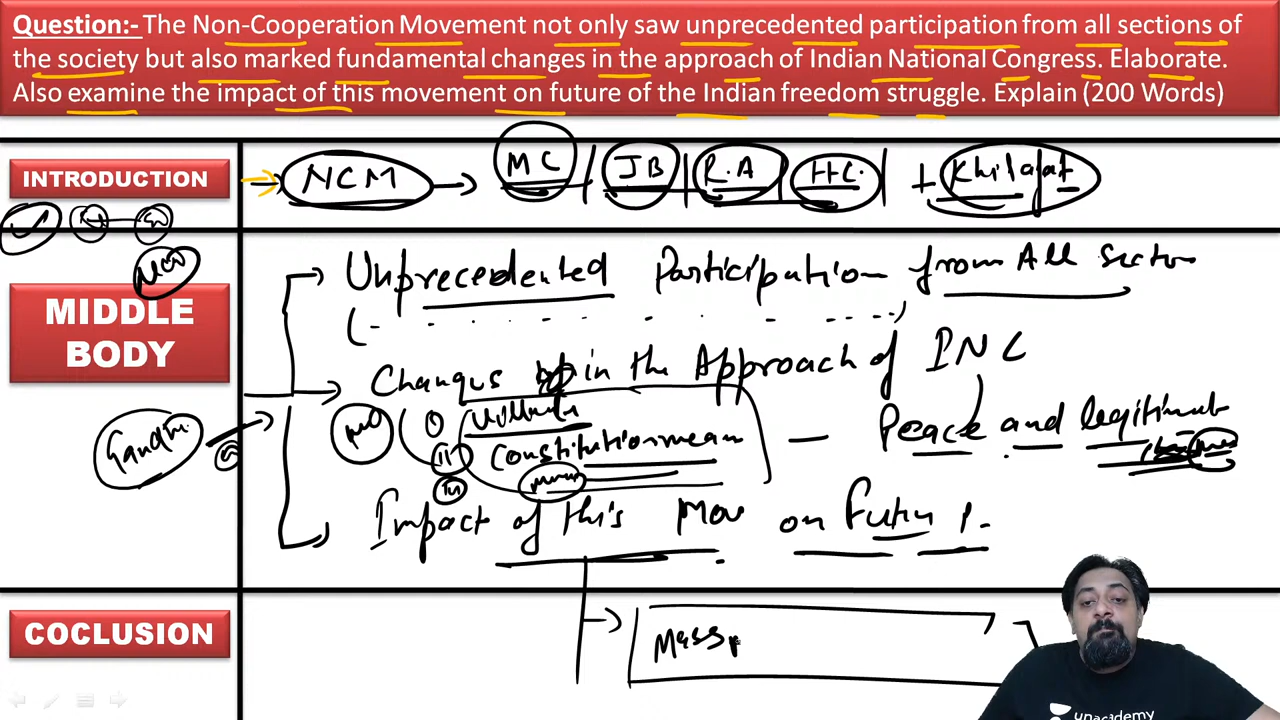 Question:- The Non-Cooperation Movement not only saw unprecedented participation from all sections of
the society but also marked fundamental changes in the approach of Indian National Congress. Elaborate.
Also examine the impact of this movement on future of the Indian freedom struggle. Explain (200 Words)
INTRODUCTION
NCM
MC JB R.A HC. + Khilafat
MIDDLE
BODY
Unprecedented Participation from All Sectors
Changes in the Approach of INC
Constitution mean
Peace and legitimate
Gandhi
Impact of this Mov on Future
COCLUSION
Mass
unacademy